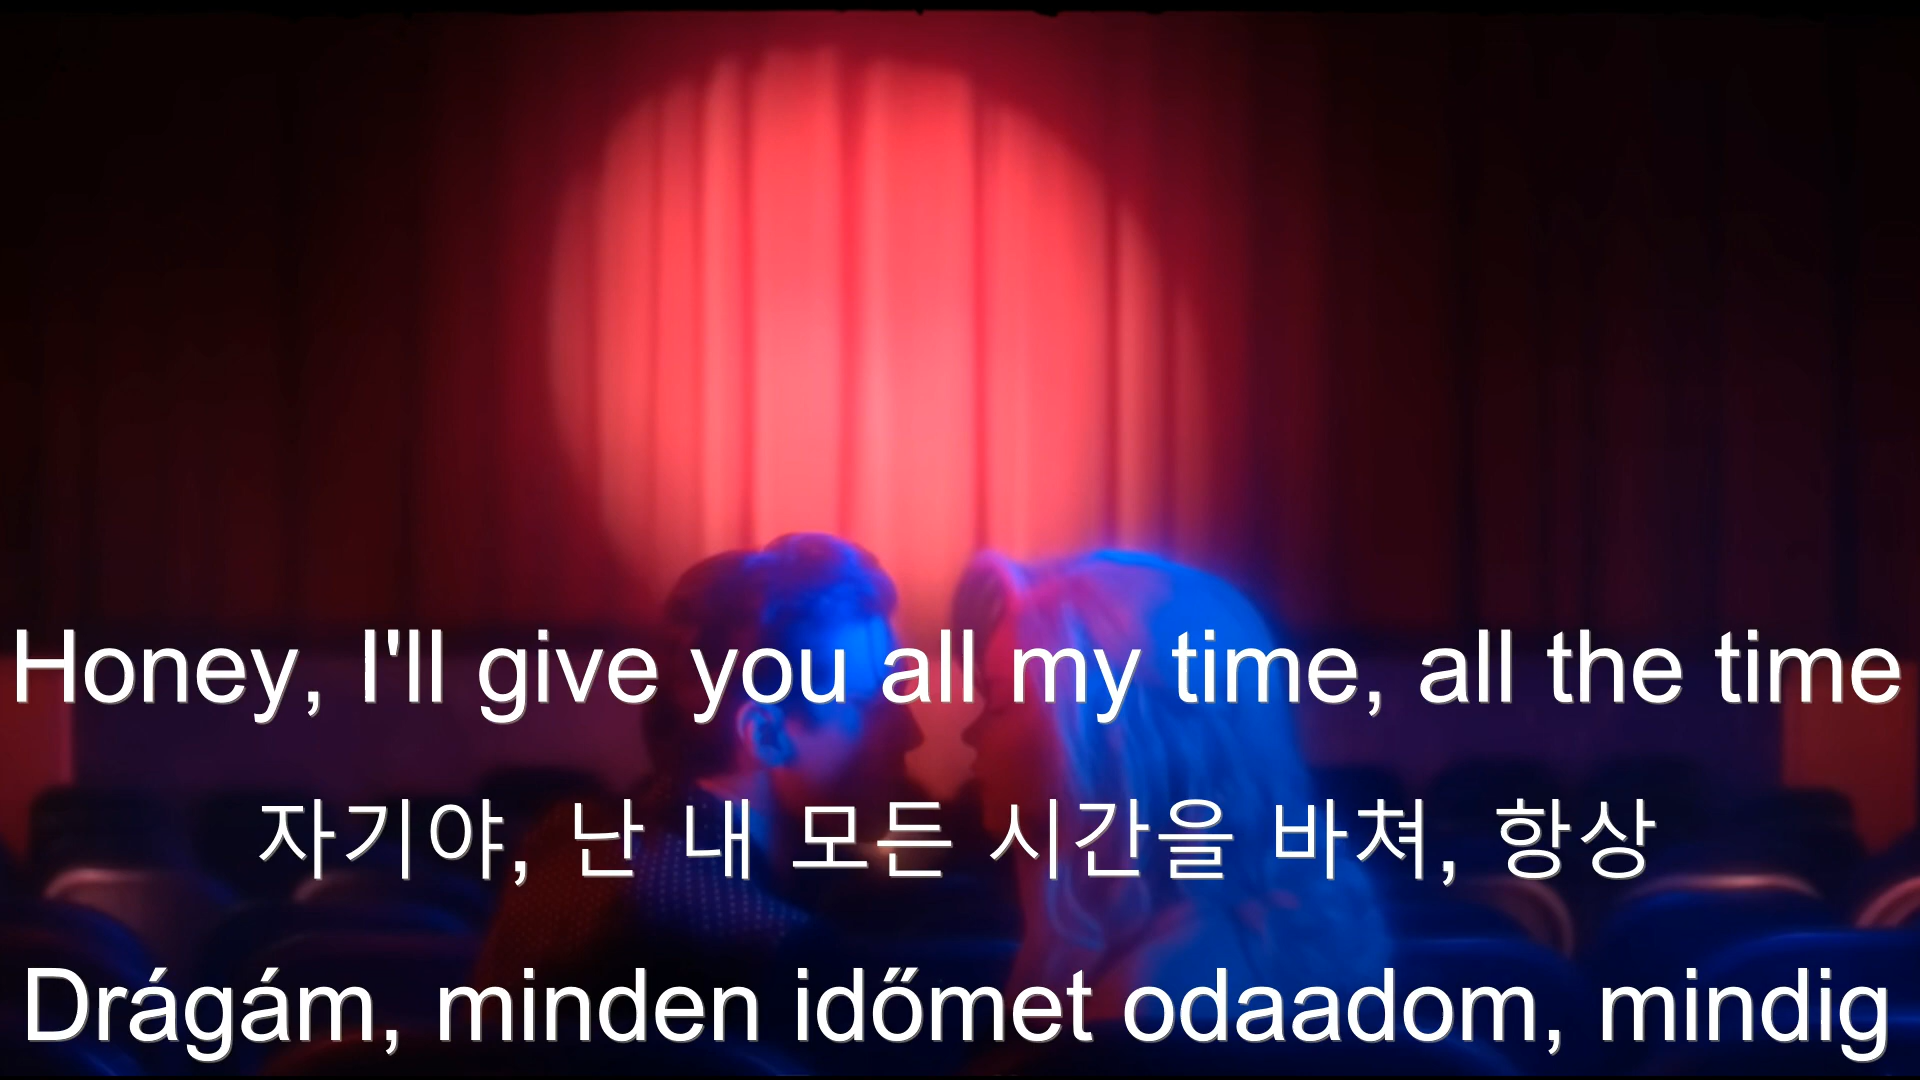 Honey, I'll give you all my time, all the time
자기야, 난 내 모든 시간을 바쳐, 항상
Drágám, minden időmet odaadom, mindig